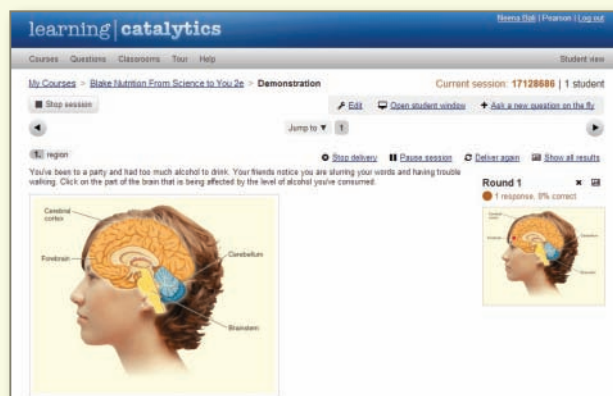 Neena Bali | Pearson | Log out
learning | catalytics
Courses Questions Classrooms Tour Help Student view
My Courses > Blake Nutrition From Science to You 2e > Demonstration Current session: 17128686 | 1 student
Stop session Edit Open student window Ask a new question on the fly
Jump to ▼ 1
1. region Stop delivery Pause session Deliver again Show all results
You've been to a party and had too much alcohol to drink. Your friends notice you are slurring your words and having trouble
walking. Click on the part of the brain that is being affected by the level of alcohol you've consumed.
Round 1
1 response, 0% correct
Cerebral
cortex
Forebrain
Cerebellum
Brainstem